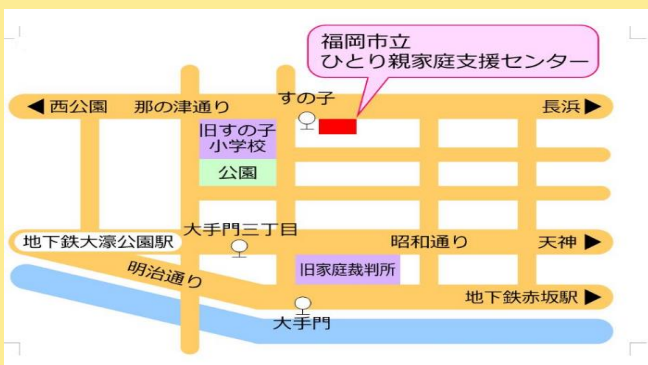 福岡市立
ひとり親家庭支援センター
◀西公園 那の津通り すの子 長浜▶
旧すの子
小学校
公園
大手門三丁目
地下鉄大濠公園駅 昭和通り 天神▶
明治通り
旧家庭裁判所
地下鉄赤坂駅▶
大手門